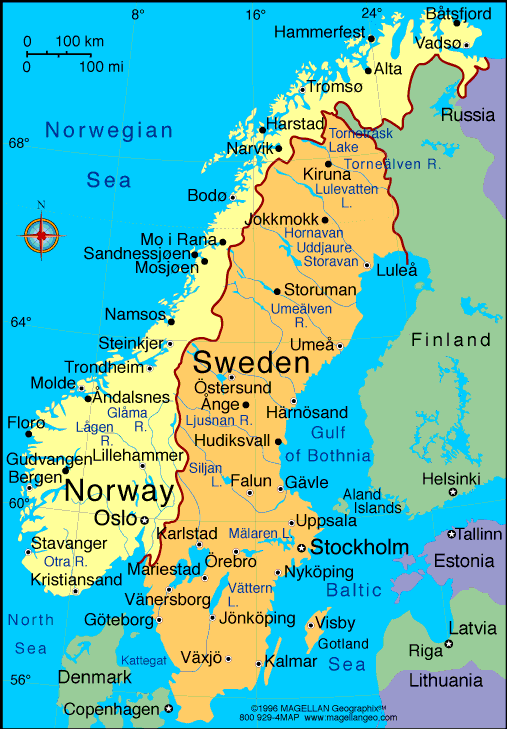 8°
16°
24°
Båtsfjord
Hammerfest
Vadsø
0 100 km
0 100 mi
Alta
Tromsø
Russia
Norwegian
Sea
Harstad
Torneträsk
Lake
68°
Narvik
Torneälven R.
Kiruna
Lulevatten
L.
Bodø
Jokkmokk
Hornavan
Uddjaure
Storavan
N
Mo i Rana
Sandnessjøen
Mosjøen
Luleå
Storuman
Umeälven
R.
Namsos
64°
Steinkjer
Umeå
Finland
Trondheim
Sweden
Molde
Åndalsnes
Östersund
Ånge
Glåma
R.
Härnösand
Florø
Lågen
R.
Ljusnan R.
Hudiksvall
Gulf
of Bothnia
Gudvangen
Lillehammer
Siljan
L.
Bergen
Falun
Gävle
Helsinki
Norway
Aland
Islands
60°
Oslo
Uppsala
Karlstad
Mälaren L.
Tallinn
Stavanger
Stockholm
Otra R.
Örebro
Estonia
Mariestad
Kristiansand
Nyköping
Vänersborg
Vättern
L.
Baltic
North
Sea
Göteborg
Jönköping
Visby
Latvia
Gotland
Riga
Kattegat
Växjö
Kalmar
Sea
Denmark
Lithuania
56°
Copenhagen
©1996 MAGELLAN Geographix℠
800 929-4MAP www.magellangeo.com